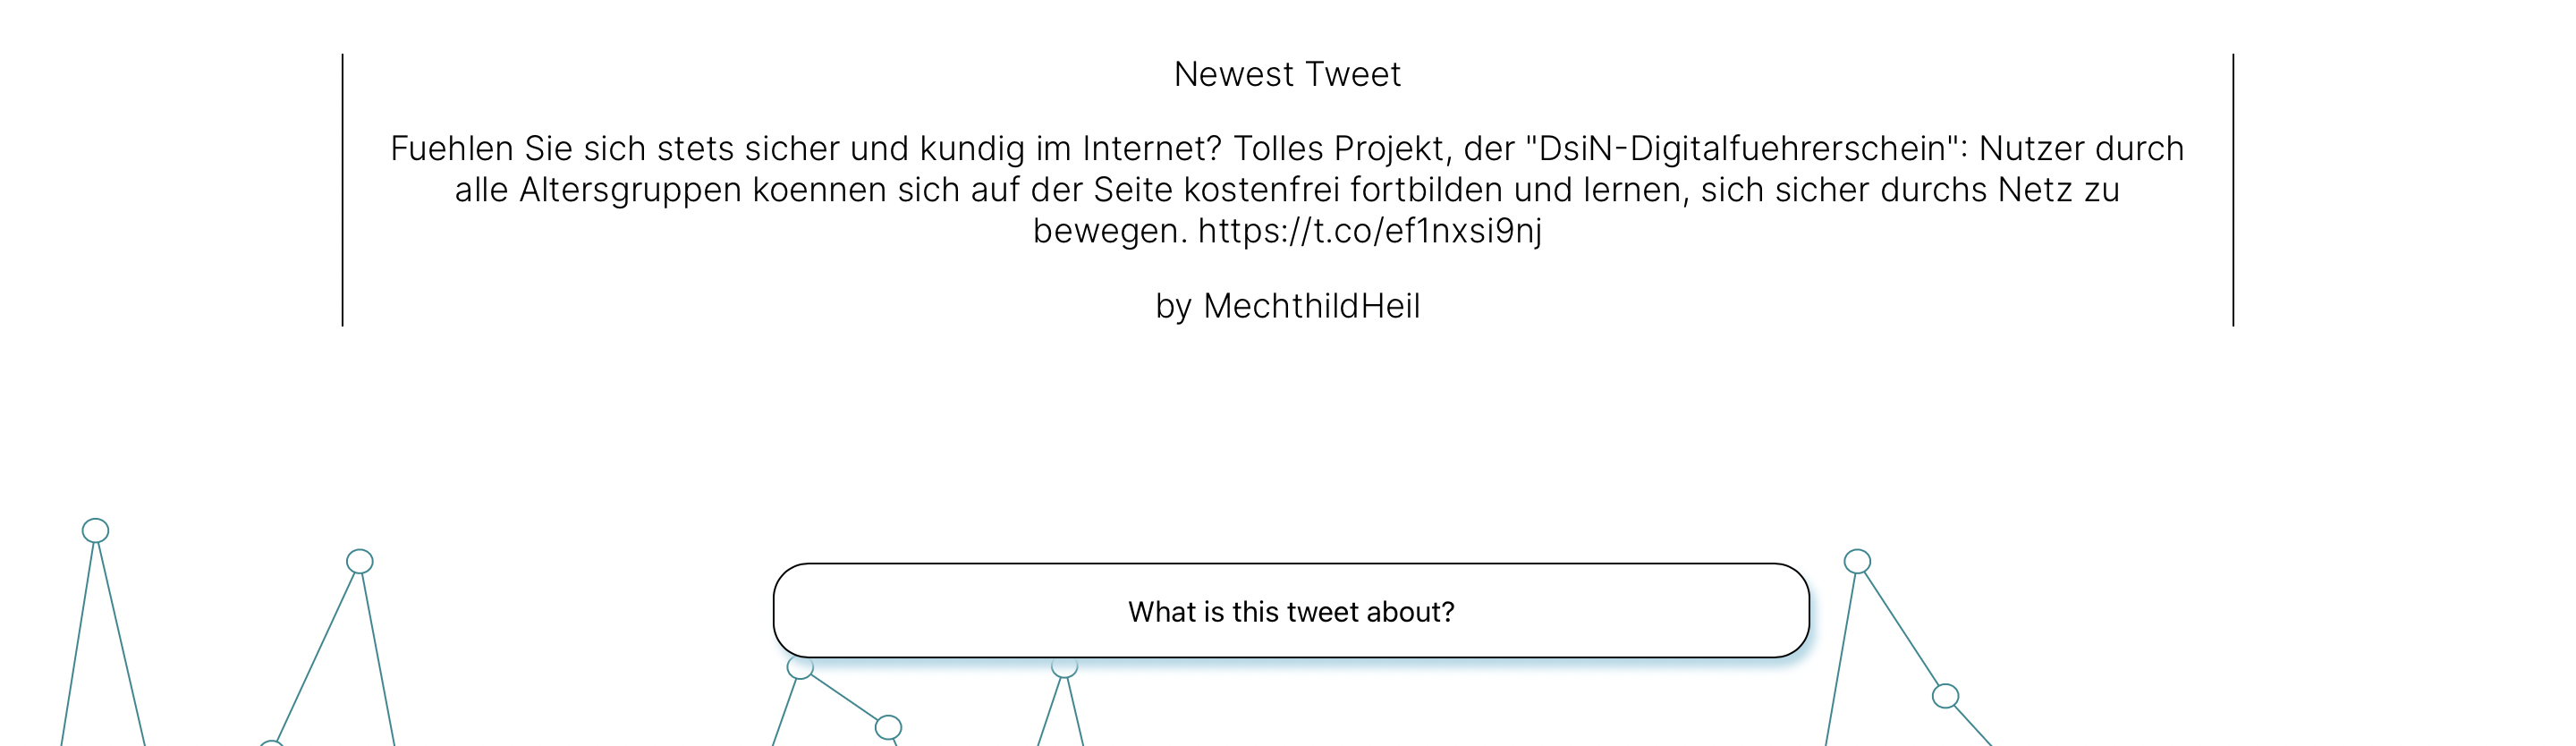 Newest Tweet
Fuehlen Sie sich stets sicher und kundig im Internet? Tolles Projekt, der "DsiN-Digitalfuehrerschein": Nutzer durch
alle Altersgruppen koennen sich auf der Seite kostenfrei fortbilden und lernen, sich sicher durchs Netz zu
bewegen. https://t.co/ef1nxsi9nj
by MechthildHeil
What is this tweet about?